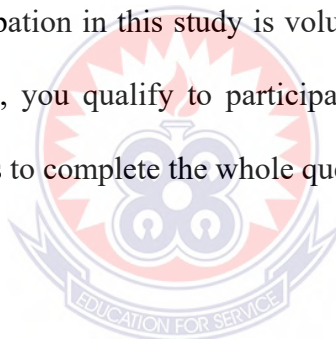 pation in this study is volu
, you qualify to participa
s to complete the whole que
EDUCATION FOR SERVICE